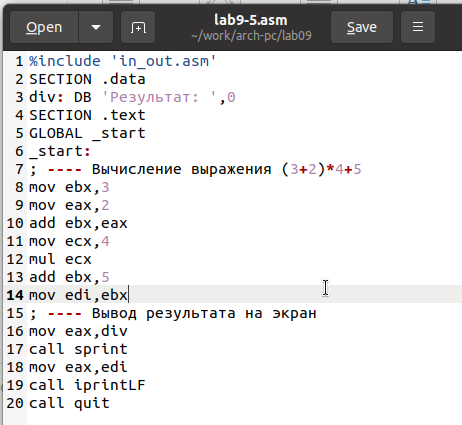 Open
lab9-5.asm
~/work/arch-pc/lab09
Save
1 %include 'in_out.asm'
2 SECTION .data
3 div: DB 'Результат: ',0
4 SECTION .text
5 GLOBAL _start
6 _start:
7 ; ---- Вычисление выражения (3+2)*4+5
8 mov ebx,3
9 mov eax,2
10 add ebx,eax
11 mov ecx,4
12 mul ecx
13 add ebx,5
14 mov edi,ebx
15 ; ---- Вывод результата на экран
16 mov eax,div
17 call sprint
18 mov eax,edi
19 call iprintLF
20 call quit